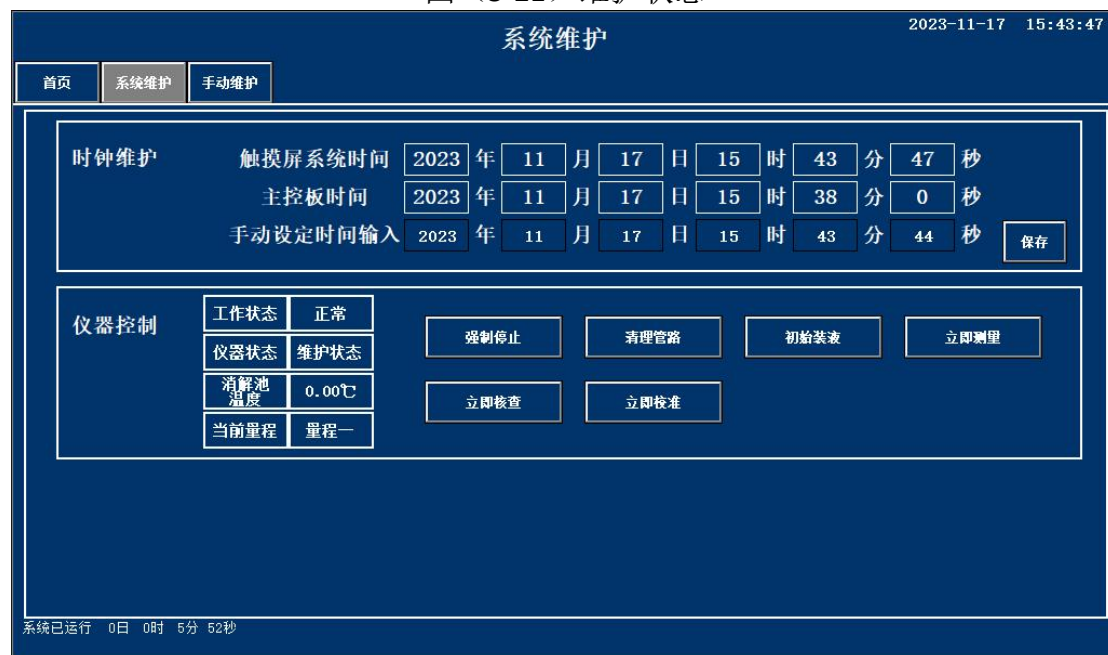 系统维护 2023-11-17 15:43:47
首页 系统维护 手动维护
时钟维护 触摸屏系统时间 2023 年 11 月 17 日 15 时 43 分 47 秒
主控板时间 2023 年 11 月 17 日 15 时 38 分 0 秒
手动设定时间输入 2023 年 11 月 17 日 15 时 43 分 44 秒 保存
仪器控制 工作状态 正常
强制停止 清理管路 初始装液 立即测量
仪器状态 维护状态
消解池温度 0.00℃
立即核查 立即校准
当前量程 量程一
系统已运行 0日 0时 5分 52秒